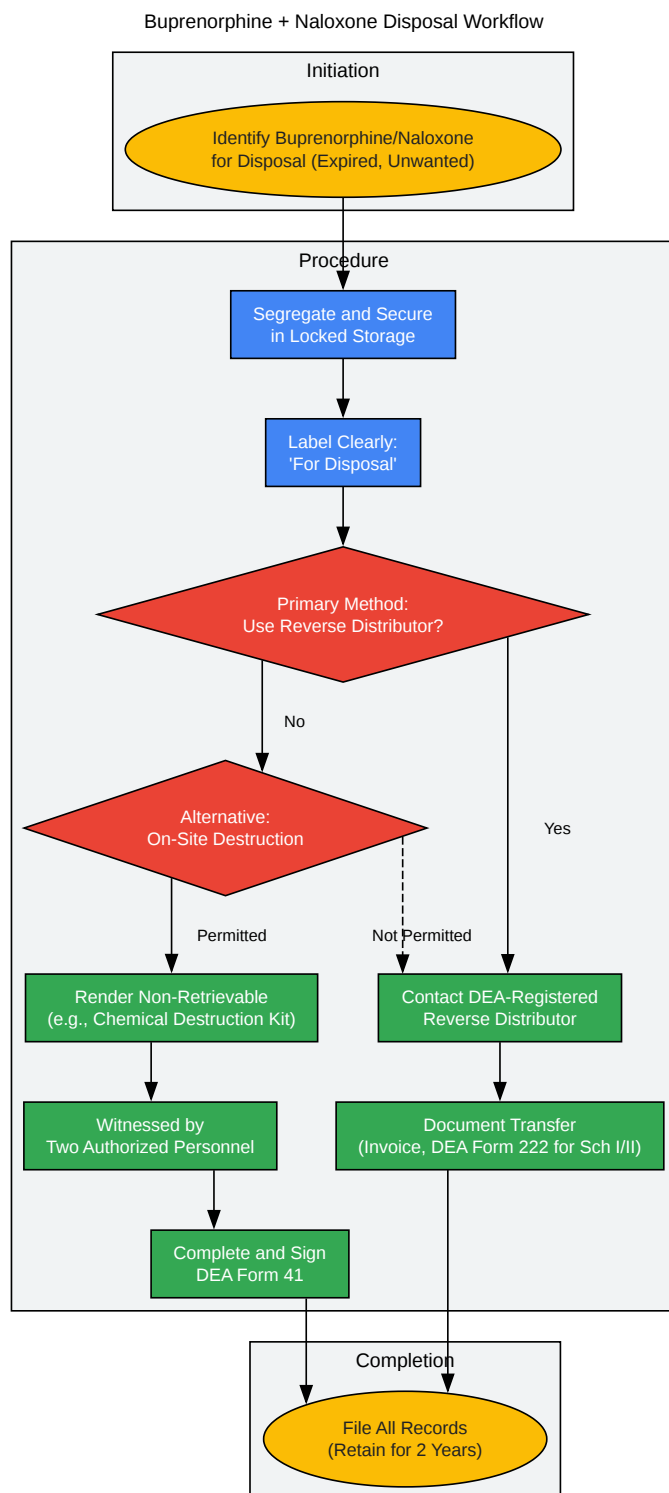 Buprenorphine + Naloxone Disposal Workflow
Initiation
Identify Buprenorphine/Naloxone
for Disposal (Expired, Unwanted)
Procedure
Segregate and Secure
in Locked Storage
Label Clearly:
'For Disposal'
Primary Method:
Use Reverse Distributor?
No
Alternative:
On-Site Destruction
Yes
Permitted
Not Permitted
Render Non-Retrievable
(e.g., Chemical Destruction Kit)
Contact DEA-Registered
Reverse Distributor
Witnessed by
Two Authorized Personnel
Document Transfer
(Invoice, DEA Form 222 for Sch I/II)
Complete and Sign
DEA Form 41
Completion
File All Records
(Retain for 2 Years)